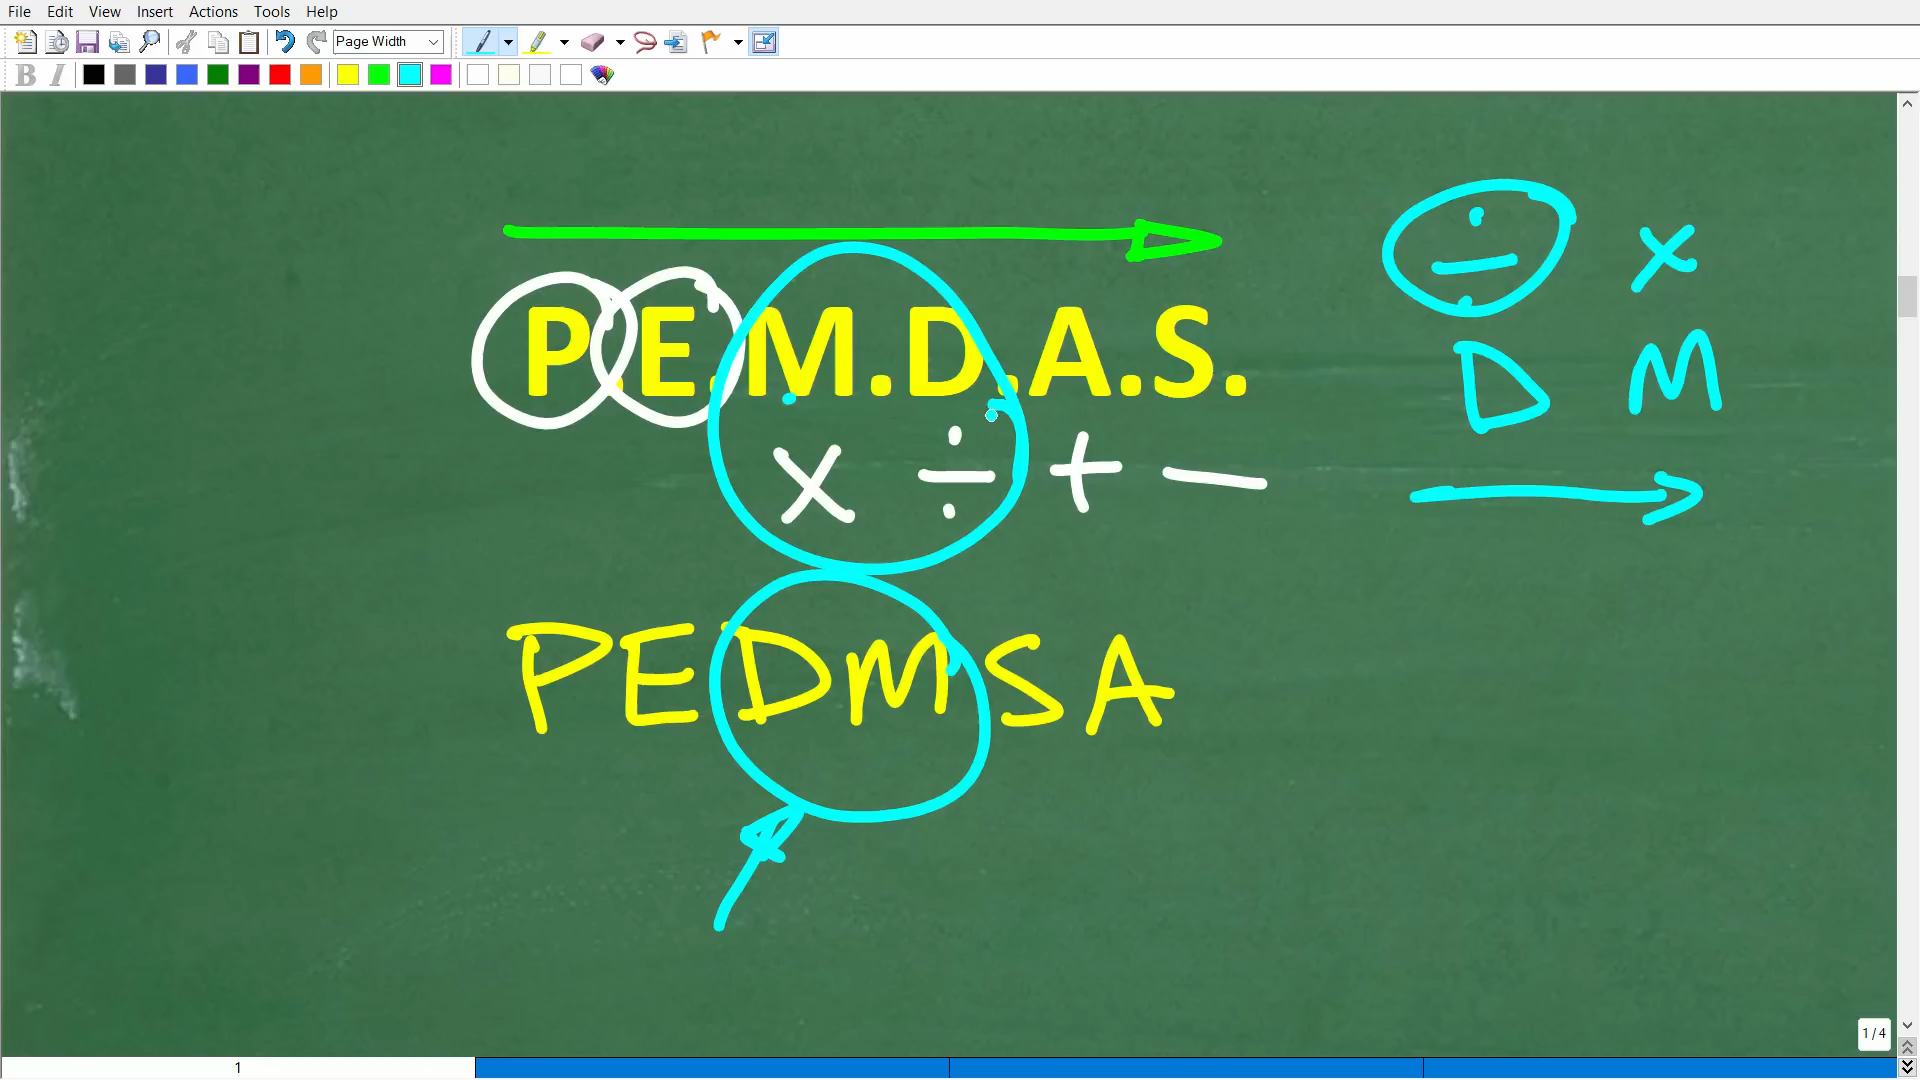 File Edit View Insert Actions Tools Help
Page Width
B I
P.E.M.D.A.S.
× ÷ + −
÷ ×
D M
PEDMSA
1 / 4
1